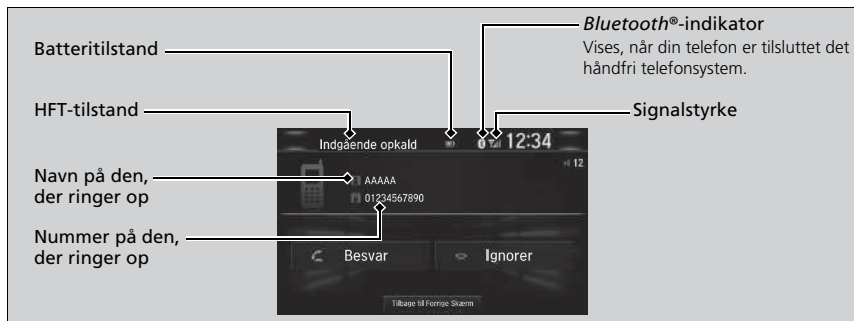 Batteritilstand
HFT-tilstand
Navn på den,
der ringer op
Nummer på den,
der ringer op
Bluetooth®-indikator
Vises, når din telefon er tilsluttet det
håndfri telefonsystem.
Signalstyrke
Indgående opkald 12:34
12
AAAAA
01234567890
Besvar Ignorer
Tilbage til Forrige Skærm